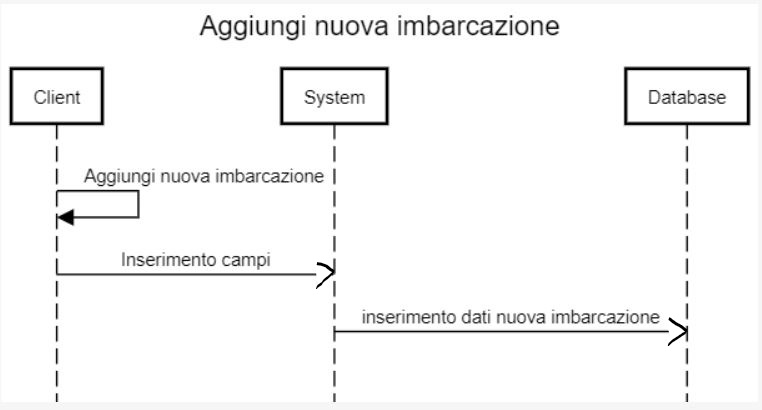 Aggiungi nuova imbarcazione
Client
System
Database
Aggiungi nuova imbarcazione
Inserimento campi
inserimento dati nuova imbarcazione